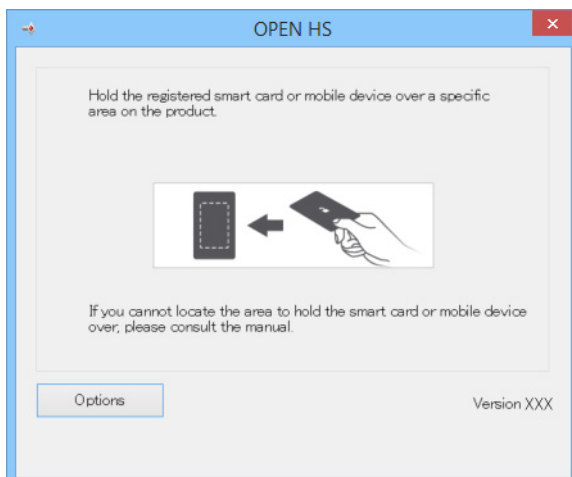 OPEN HS
Hold the registered smart card or mobile device over a specific
area on the product.
If you cannot locate the area to hold the smart card or mobile device
over, please consult the manual.
Options
Version XXX